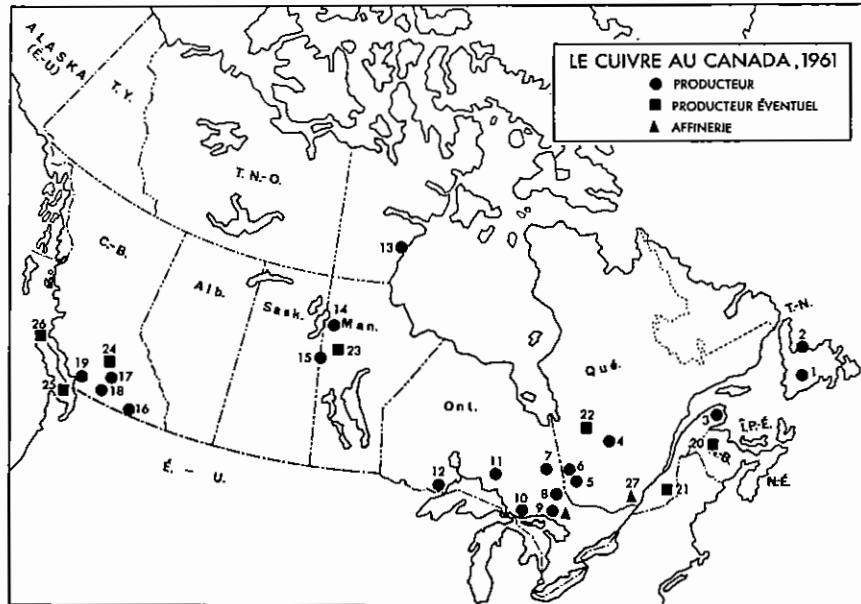 LE CUIVRE AU CANADA, 1961
● PRODUCTEUR
■ PRODUCTEUR ÉVENTUEL
▲ AFFINERIE
ALASKA
(É-U)
T.Y.
T.N.-O.
C.-B.
Alb.
Sask.
Man.
Ont.
Qué.
T.-N.
Î.P.-É.
N.-É.
É.-U.
13
14
15
23
26
24
19
17
25
18
16
2
1
22
4
3
20
12
11
7
6
5
8
10
9
27
21